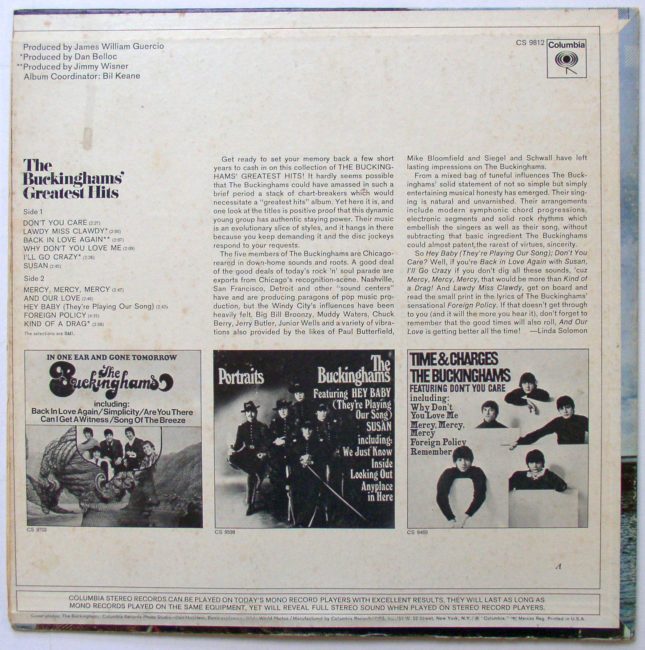 Produced by James William Guercio
*Produced by Dan Belloc
**Produced by Jimmy Wisner
Album Coordinator: Bil Keane
CS 9812
Columbia
The
Buckinghams'
Greatest Hits
Side 1
DON'T YOU CARE
LAWDY MISS CLAWDY*
BACK IN LOVE AGAIN**
WHY DON'T YOU LOVE ME
I'LL GO CRAZY*
SUSAN
Side 2
MERCY, MERCY, MERCY
AND OUR LOVE
HEY BABY (They're Playing Our Song)
FOREIGN POLICY
KIND OF A DRAG*
The selections are BMI.
Get ready to set your memory back a few short
years to cash in on this collection of THE BUCKING-
HAMS' GREATEST HITS! It hardly seems possible
that The Buckinghams could have amassed in such a
brief period a stack of chart-breakers which would
necessitate a "greatest hits" album. Yet here it is, and
one look at the titles is positive proof that this dynamic
young group has authentic staying power. Their music
is an evolutionary slice of styles, and it hangs in there
because you keep demanding it and the disc jockeys
respond to your requests.
The five members of The Buckinghams are Chicago-
reared in down-home sounds and roots. A good deal
of the good deals of today's rock 'n' soul parade are
exports from Chicago's recognition-scene. Nashville,
San Francisco, Detroit and other "sound centers"
have and are producing paragons of pop music pro-
duction, but the Windy City's influences have been
heavily felt. Big Bill Broonzy, Muddy Waters, Chuck
Berry, Jerry Butler, Junior Wells and a variety of vibra-
tions also provided by the likes of Paul Butterfield,
Mike Bloomfield and Siegel and Schwall have left
lasting impressions on The Buckinghams.
From a mixed bag of tuneful influences The Buck-
inghams' solid statement of not so simple but simply
entertaining musical honesty has emerged. Their sing-
ing is natural and unvarnished. Their arrangements
include modern symphonic chord progressions,
electronic segments and solid rock rhythms which
embellish the singers as well as their song, without
subtracting that basic ingredient The Buckinghams
could almost patent, the rarest of virtues, sincerity.
So Hey Baby (They're Playing Our Song); Don't You
Care? Well, if you're Back in Love Again with Susan,
I'll Go Crazy if you don't dig all these sounds, 'cuz
Mercy, Mercy, Mercy, that would be more than Kind of
a Drag! And Lawdy Miss Clawdy, get on board and
read the small print in the lyrics of The Buckinghams'
sensational Foreign Policy. If that doesn't get through
to you (and it will the more you hear it), don't forget to
remember that the good times will also roll, And Our
Love is getting better all the time! —Linda Solomon
IN ONE EAR AND GONE TOMORROW
The
Buckinghams
including:
Back In Love Again/Simplicity/Are You There
Can I Get A Witness/Song Of The Breeze
CS 9703
Portraits
The
Buckinghams
Featuring HEY BABY
(They're Playing
Our Song)
SUSAN
including:
We Just Know
Inside
Looking Out
Anyplace
in Here
CS 9598
TIME & CHARGES
THE BUCKINGHAMS
FEATURING DON'T YOU CARE
including:
Why Don't
You Love Me
Mercy, Mercy,
Mercy
Foreign Policy
Remember
CS 9469
COLUMBIA STEREO RECORDS CAN BE PLAYED ON TODAY'S MONO RECORD PLAYERS WITH EXCELLENT RESULTS. THEY WILL LAST AS LONG AS
MONO RECORDS PLAYED ON THE SAME EQUIPMENT, YET WILL REVEAL FULL STEREO SOUND WHEN PLAYED ON STEREO RECORD PLAYERS.
Manufactured by Columbia Records New York, N.Y. Marcas Reg. Printed in U.S.A.